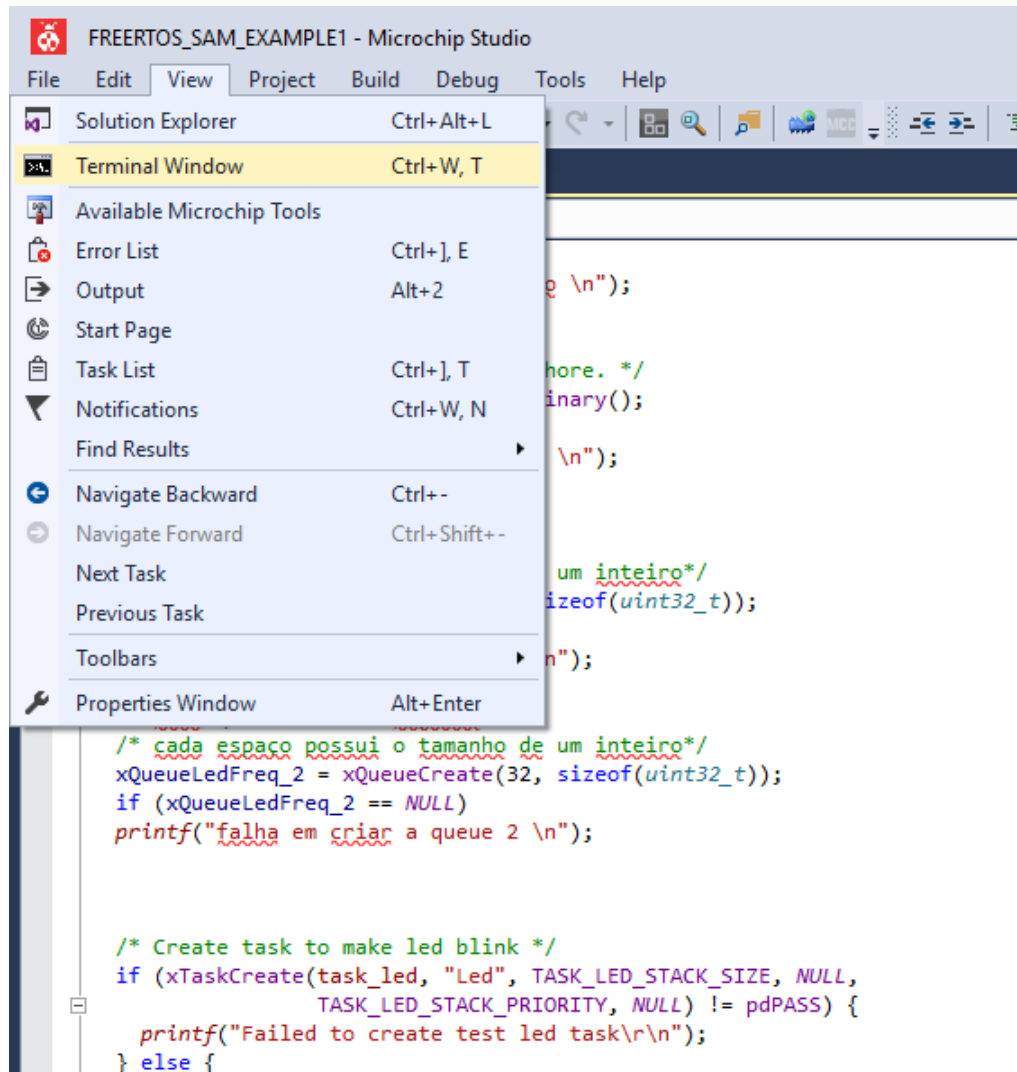 FREERTOS_SAM_EXAMPLE1 - Microchip Studio
File Edit View Project Build Debug Tools Help
Solution Explorer Ctrl+Alt+L
MCC
Terminal Window Ctrl+W, T
Available Microchip Tools
Error List Ctrl+], E
\n");
Output Alt+2
Start Page
Task List Ctrl+], T
hore. */
Notifications Ctrl+W, N
inary();
Find Results
\n");
Navigate Backward Ctrl+-
Navigate Forward Ctrl+Shift+-
Next Task
um inteiro*/
Previous Task
izeof(uint32_t));
Toolbars
n");
Properties Window Alt+Enter
/* cada espaço possui o tamanho de um inteiro*/
xQueueLedFreq_2 = xQueueCreate(32, sizeof(uint32_t));
if (xQueueLedFreq_2 == NULL)
printf("falha em criar a queue 2 \n");
/* Create task to make led blink */
if (xTaskCreate(task_led, "Led", TASK_LED_STACK_SIZE, NULL,
TASK_LED_STACK_PRIORITY, NULL) != pdPASS) {
printf("Failed to create test led task\r\n");
} else {